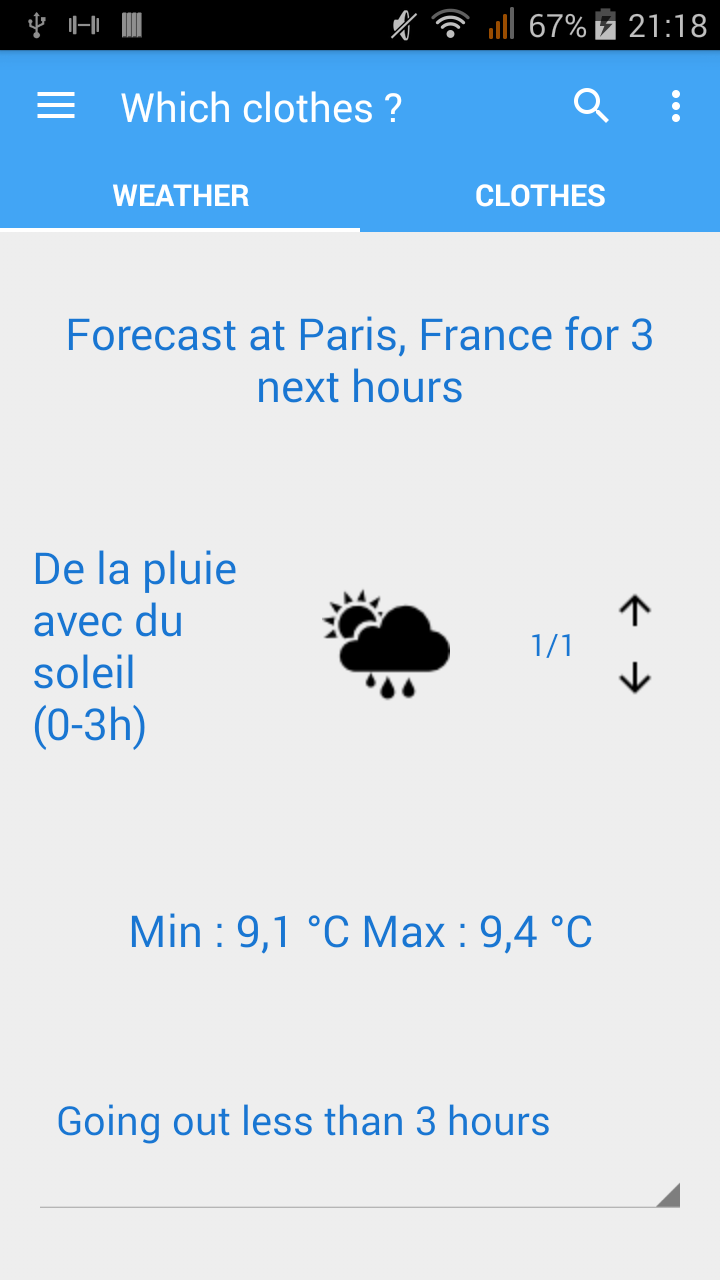 67% 21:18
Which clothes ?
WEATHER CLOTHES
Forecast at Paris, France for 3
next hours
De la pluie
avec du
soleil
(0-3h)
1/1
Min : 9,1 °C Max : 9,4 °C
Going out less than 3 hours